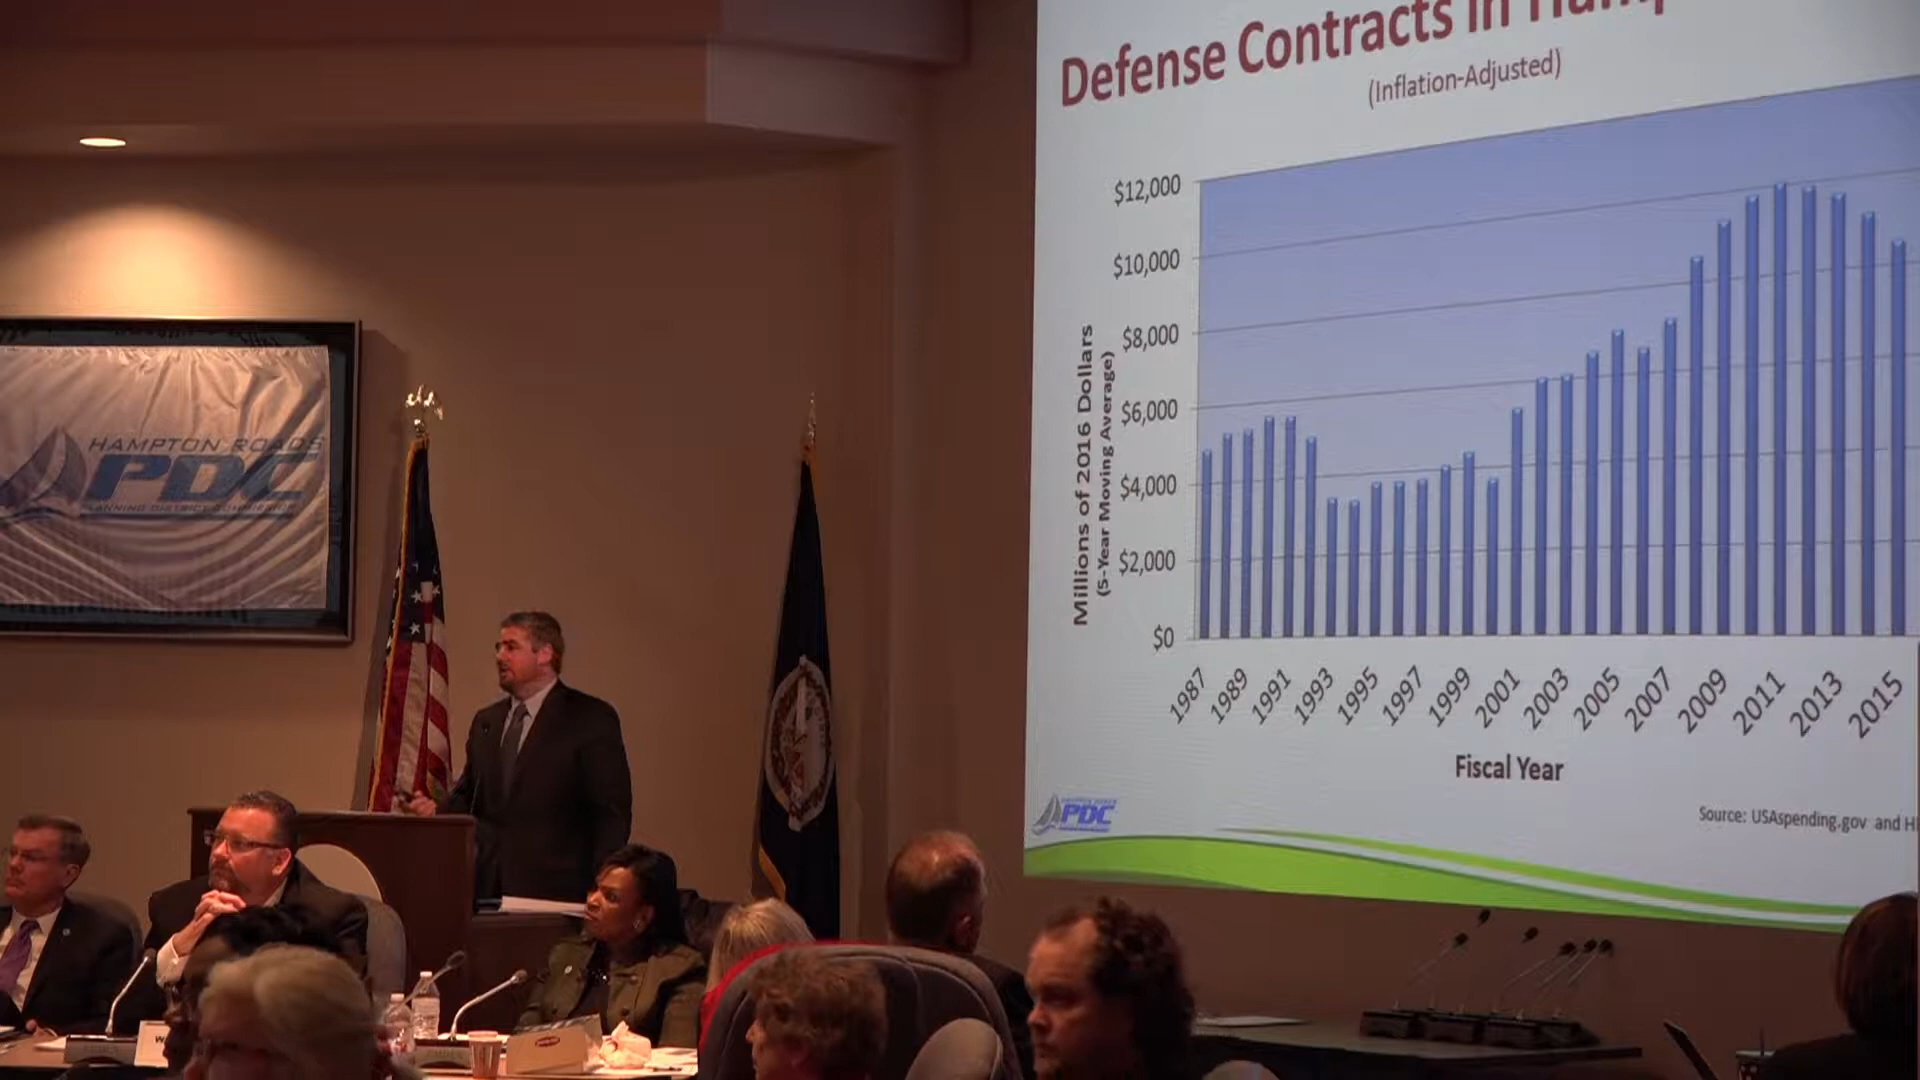 Defense Contracts in
(Inflation-Adjusted)
$12,000
$10,000
$8,000
$6,000
$4,000
$2,000
$0
Millions of 2016 Dollars
(5-Year Moving Average)
1987
1989
1991
1993
1995
1997
1999
2001
2003
2005
2007
2009
2011
2013
2015
Fiscal Year
PDC
Source: USAspending.gov and
HAMPTON ROADS
PDC